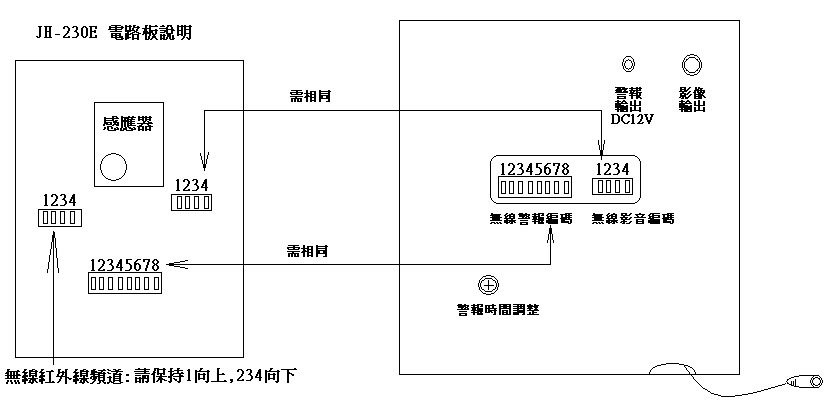 JH-230E 電路板說明
感應器
1234
1234
12345678
無線紅外線頻道:請保持1向上,234向下
需相同
需相同
警報
輸出
DC12V
影像
輸出
12345678
1234
無線警報編碼
無線影音編碼
警報時間調整